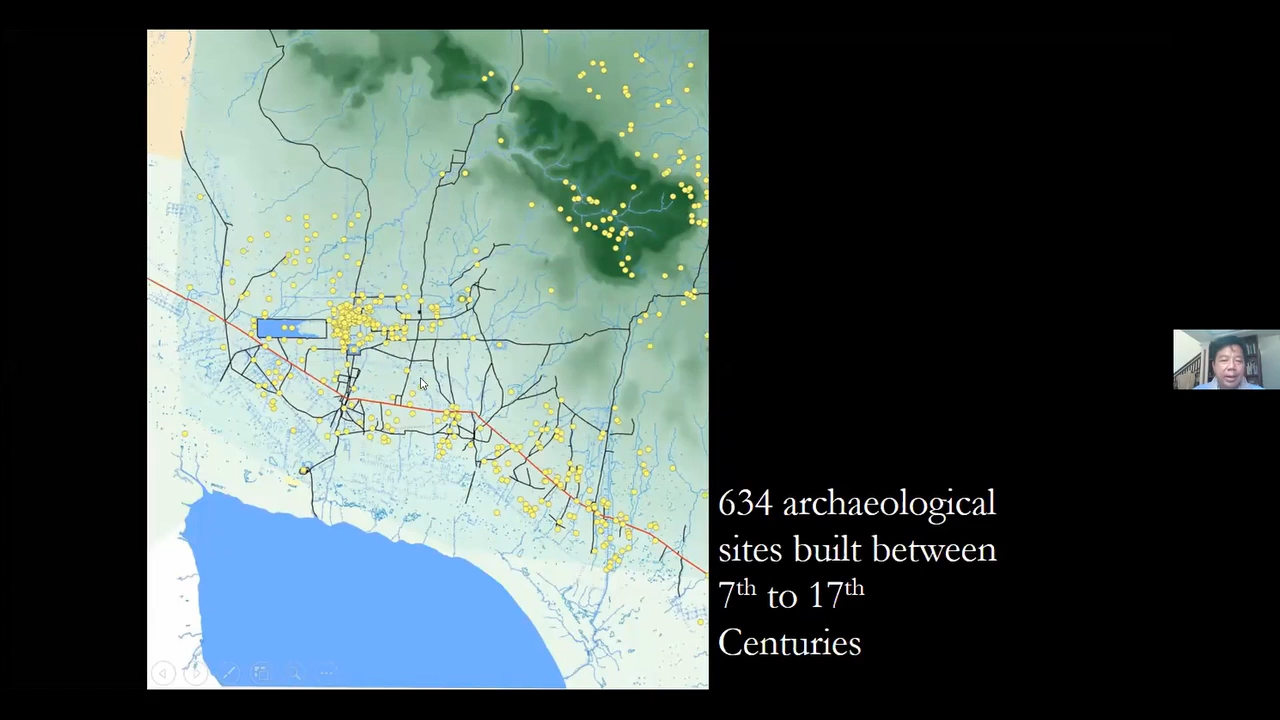 634 archaeological
sites built between
7th to 17th
Centuries